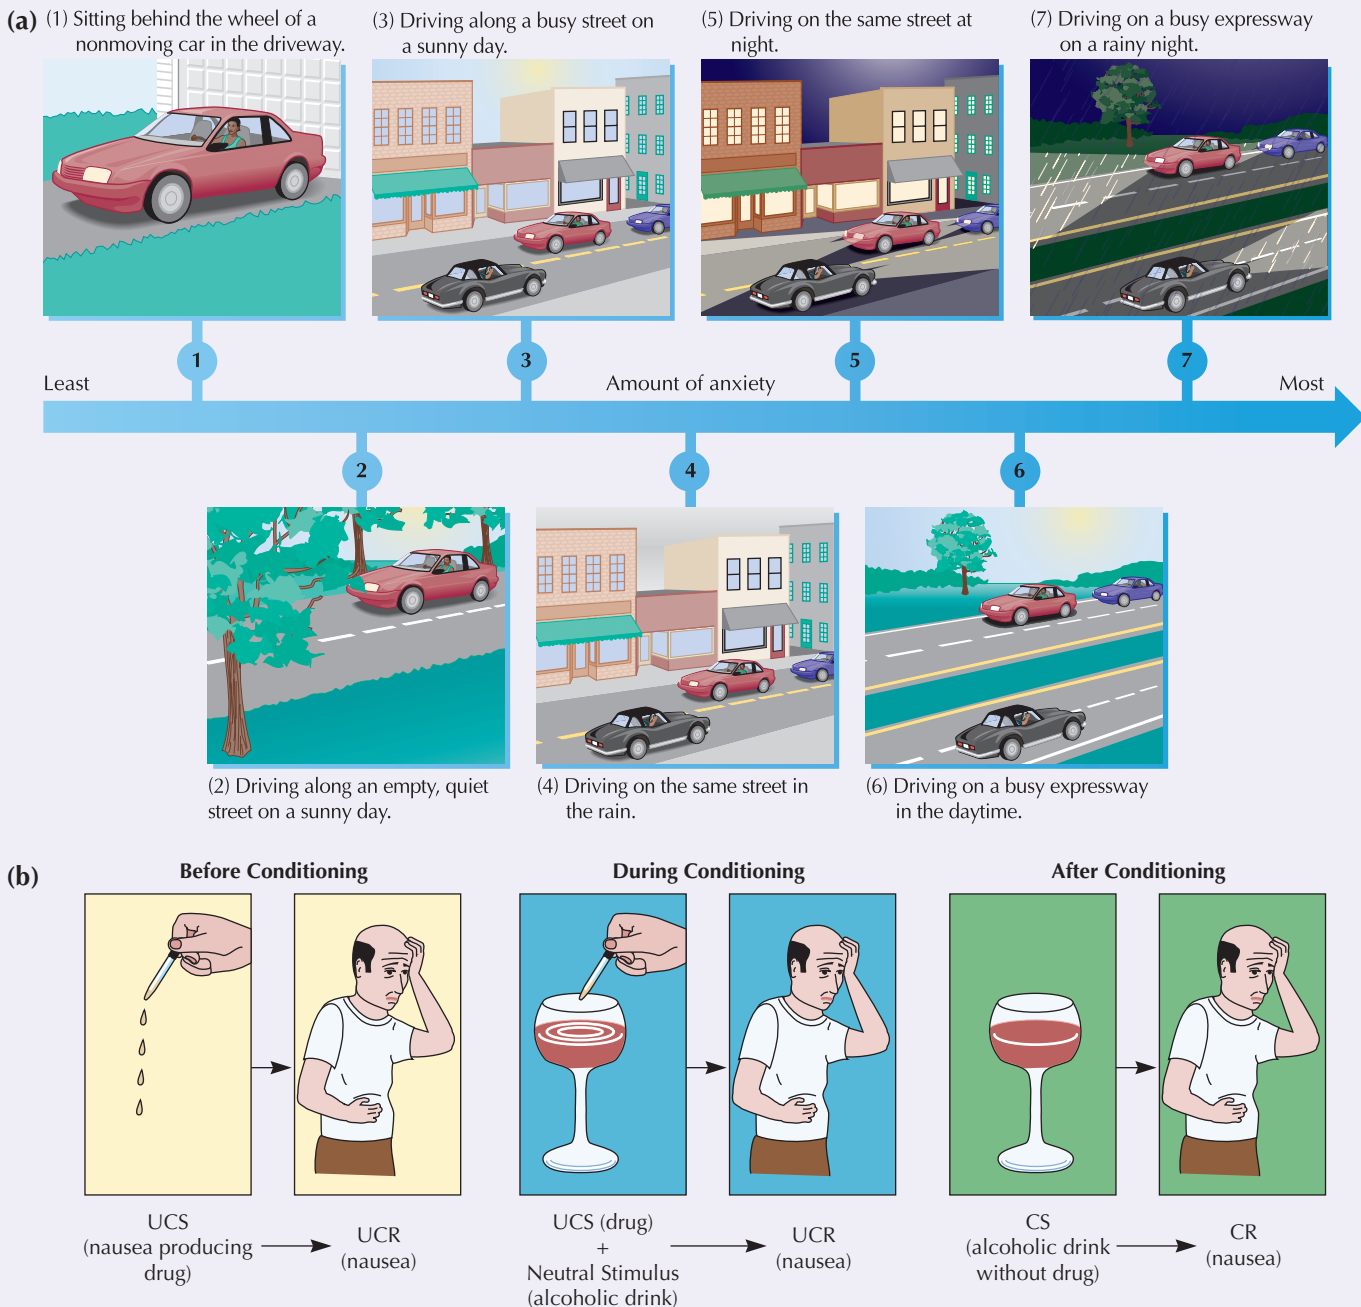 (a)
(1) Sitting behind the wheel of a
nonmoving car in the driveway.
(3) Driving along a busy street on
a sunny day.
(5) Driving on the same street at
night.
(7) Driving on a busy expressway
on a rainy night.
1
3
5
7
Least
Amount of anxiety
Most
2
4
6
(2) Driving along an empty, quiet
street on a sunny day.
(4) Driving on the same street in
the rain.
(6) Driving on a busy expressway
in the daytime.
(b)
Before Conditioning
During Conditioning
After Conditioning
UCS
(nausea producing
drug)
UCR
(nausea)
UCS (drug)
+
Neutral Stimulus
(alcoholic drink)
UCR
(nausea)
CS
(alcoholic drink
without drug)
CR
(nausea)